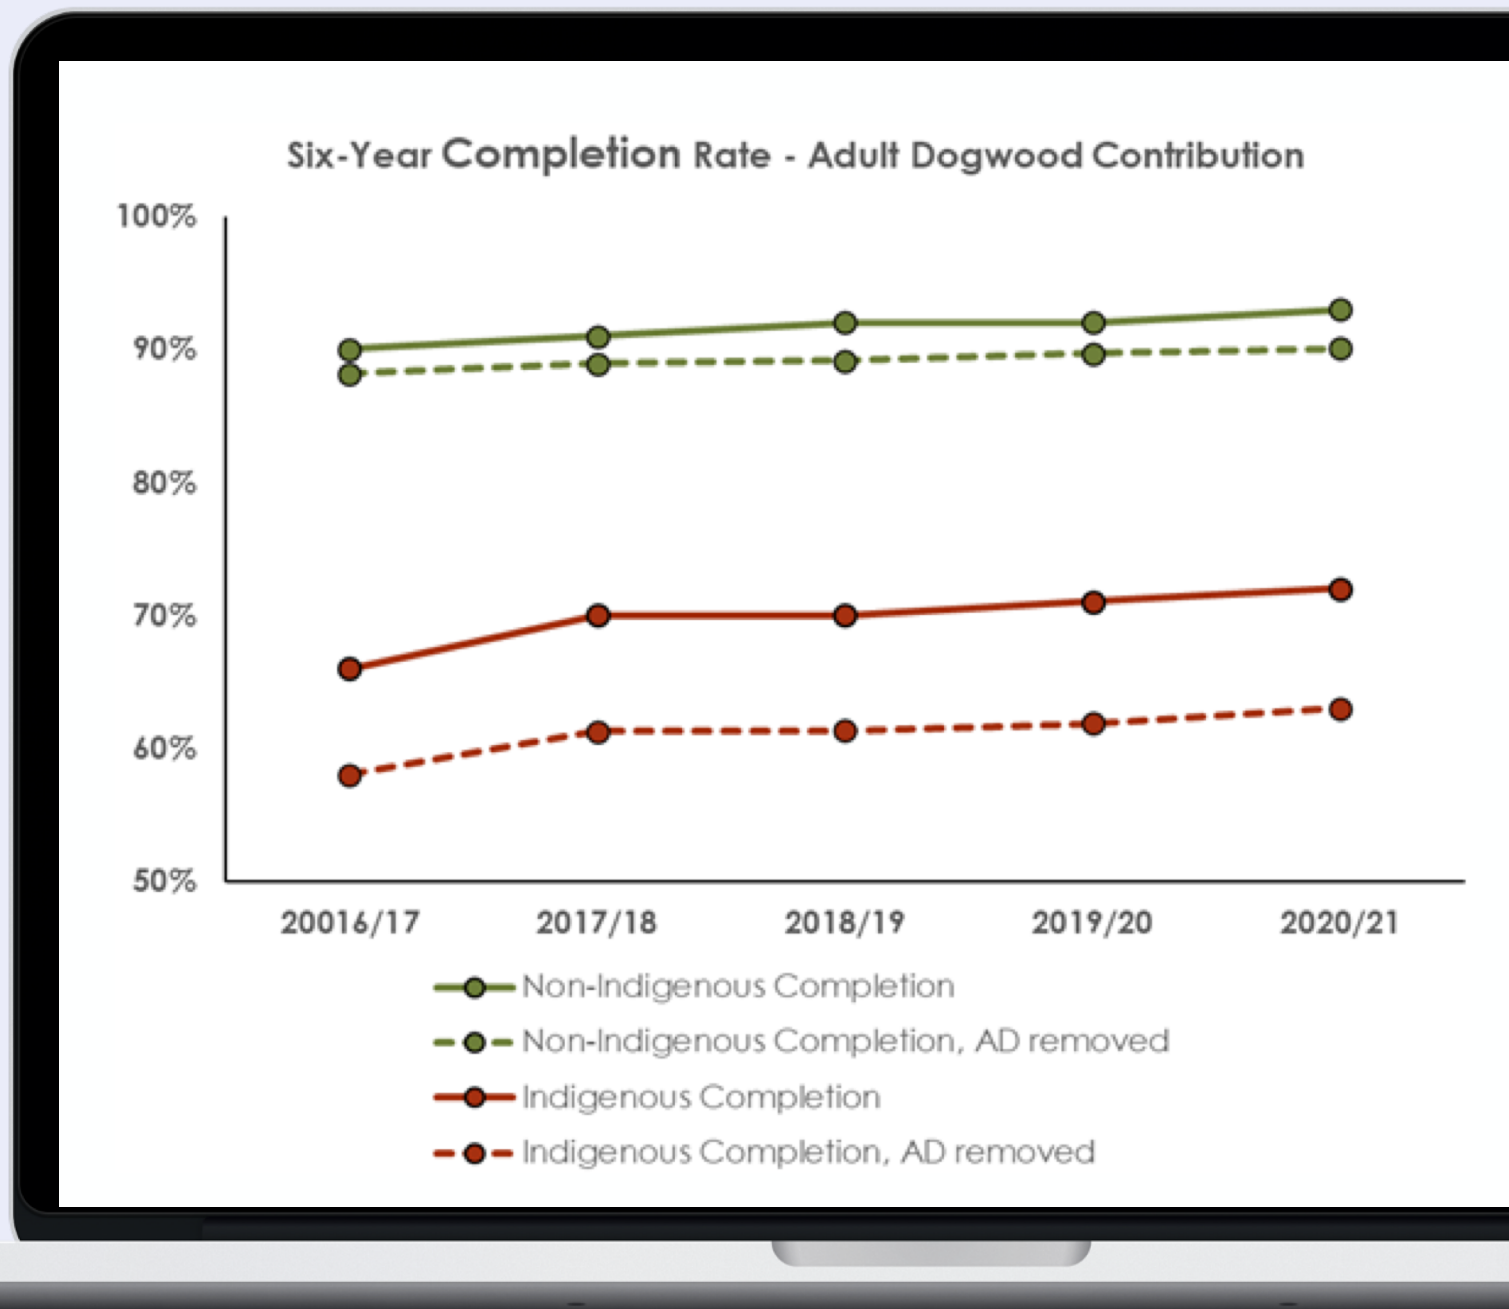 Six-Year Completion Rate - Adult Dogwood Contribution
100%
90%
80%
70%
60%
50%
20016/17 2017/18 2018/19 2019/20 2020/21
Non-Indigenous Completion
Non-Indigenous Completion, AD removed
Indigenous Completion
Indigenous Completion, AD removed